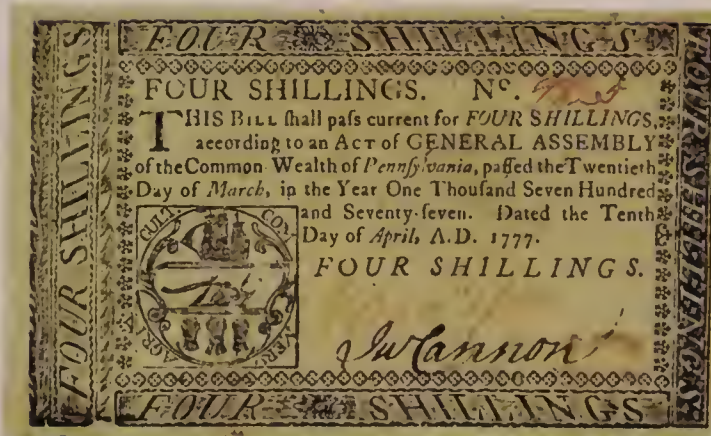 FOUR SHILLINGS
FOUR SHILLINGS
FOUR SHILLINGS. Nº.
THIS BILL ſhall paſs current for FOUR SHILLINGS,
according to an ACT of GENERAL ASSEMBLY
of the Common Wealth of Pennſylvania, paſſed the Twentieth
Day of March, in the Year One Thouſand Seven Hundred
and Seventy-ſeven. Dated the Tenth
Day of April, A.D. 1777.
FOUR SHILLINGS.
Cannon
FOUR SHILLINGS
FOUR SHILLINGS